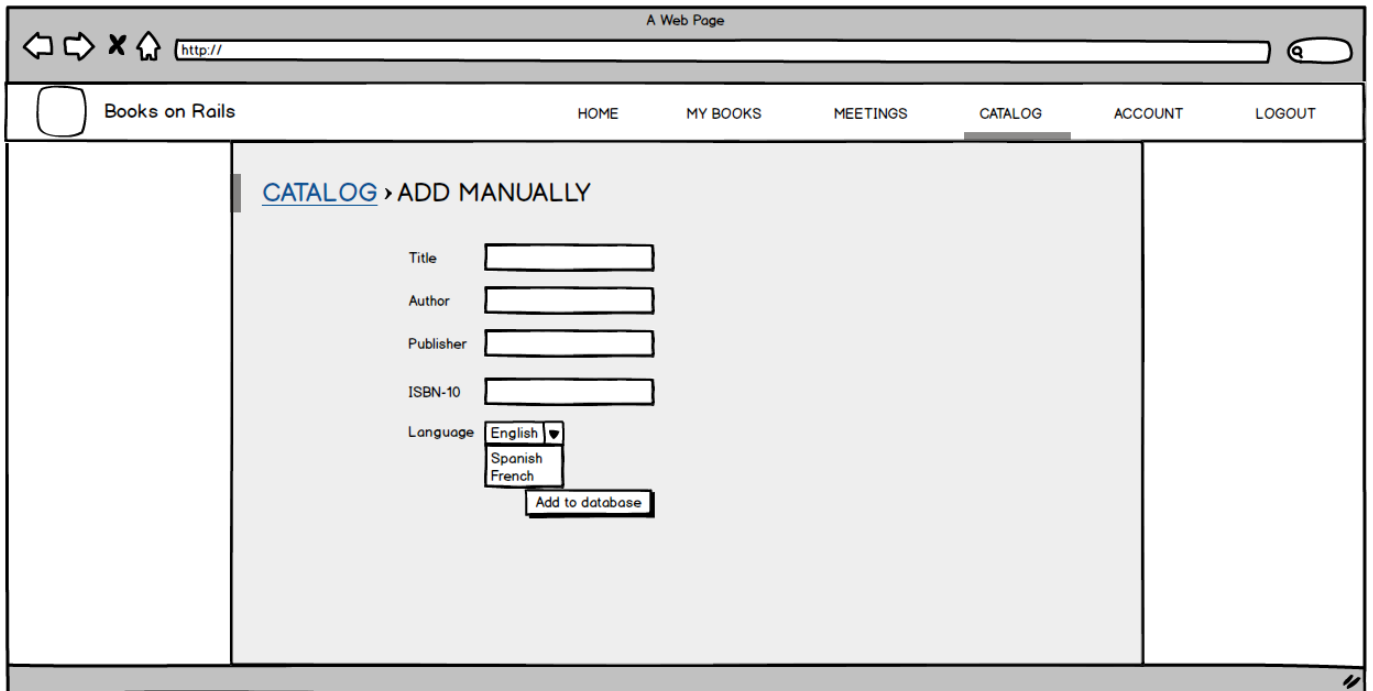 A Web Page
http://
Books on Rails HOME MY BOOKS MEETINGS CATALOG ACCOUNT LOGOUT
CATALOG › ADD MANUALLY
Title
Author
Publisher
ISBN-10
Language English
Spanish
French
Add to database